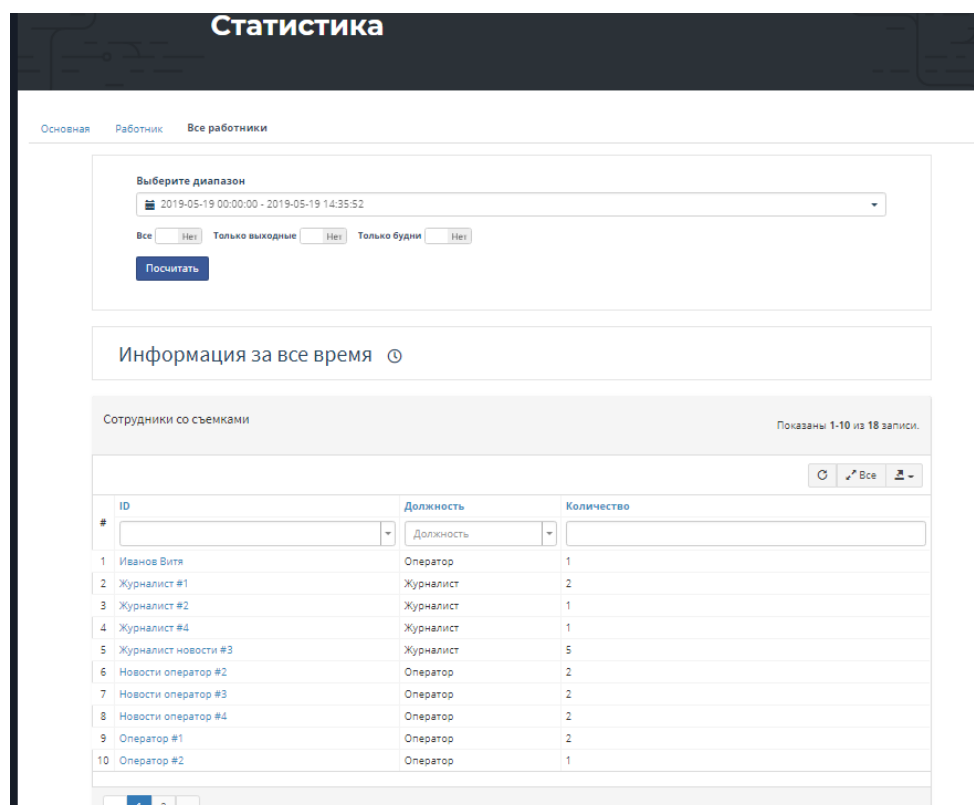 Статистика
Основная Работник Все работники
Выберите диапазон
2019-05-19 00:00:00 - 2019-05-19 14:35:52
Все Нет Только выходные Нет Только будни Нет
Посчитать
Информация за все время
Сотрудники со съемками
Показаны 1-10 из 18 записи.
Все
# ID Должность Количество
Должность
1 Иванов Витя Оператор 1
2 Журналист #1 Журналист 2
3 Журналист #2 Журналист 1
4 Журналист #4 Журналист 1
5 Журналист новости #3 Журналист 5
6 Новости оператор #2 Оператор 2
7 Новости оператор #3 Оператор 2
8 Новости оператор #4 Оператор 2
9 Оператор #1 Оператор 2
10 Оператор #2 Оператор 1